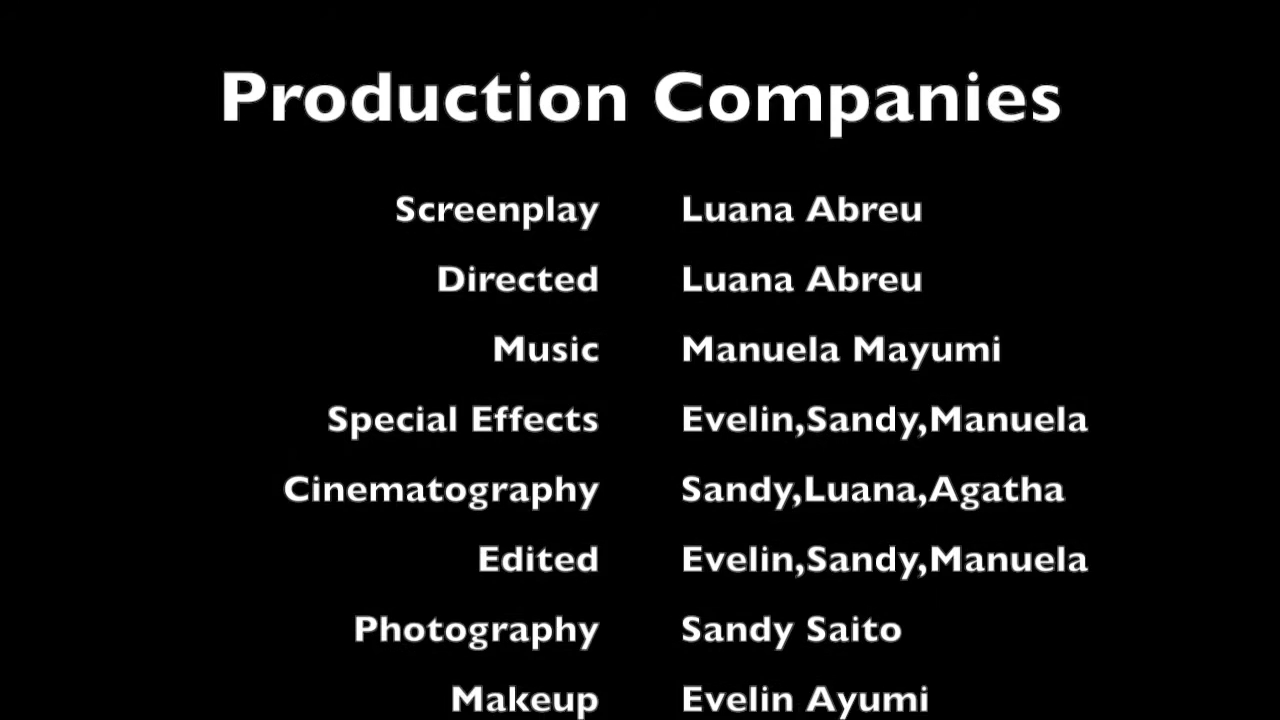 Production Companies
Screenplay Luana Abreu
Directed Luana Abreu
Music Manuela Mayumi
Special Effects Evelin,Sandy,Manuela
Cinematography Sandy,Luana,Agatha
Edited Evelin,Sandy,Manuela
Photography Sandy Saito
Makeup Evelin Ayumi